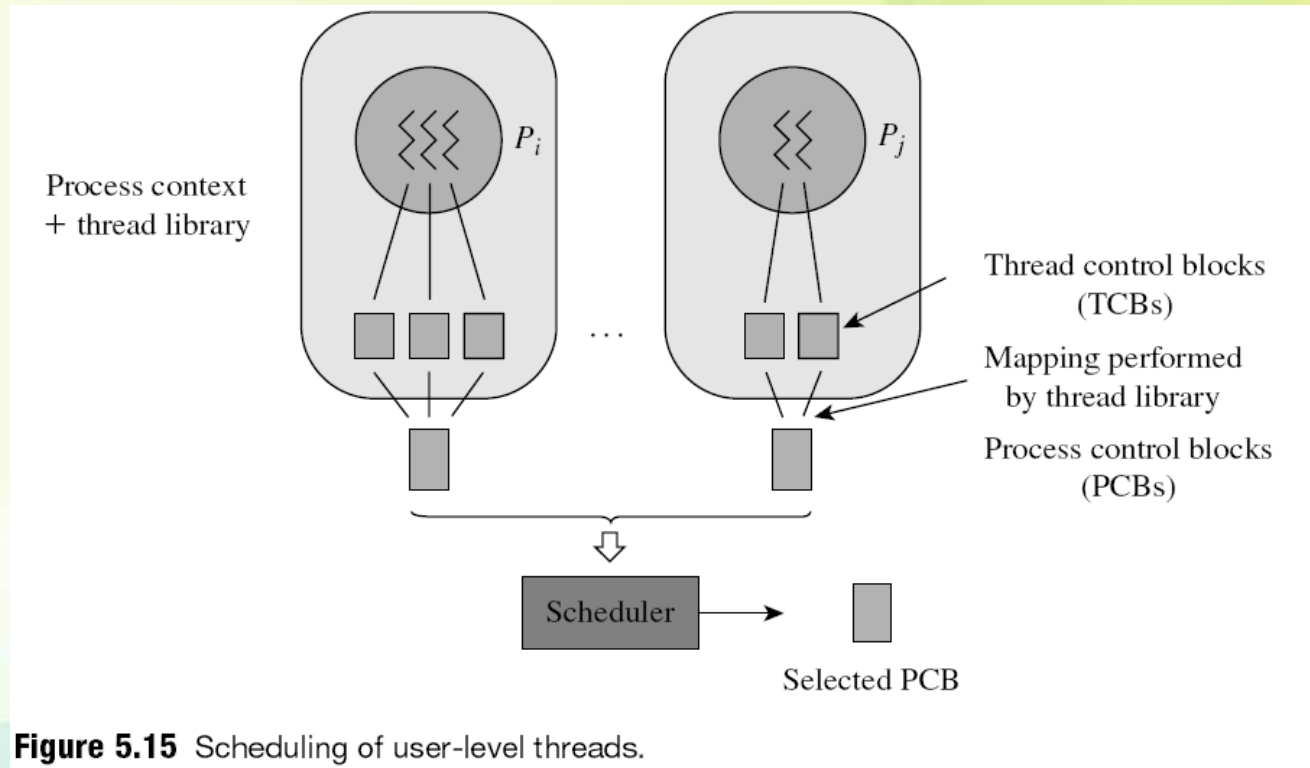 P_i
P_j
Process context
+ thread library
Thread control blocks
(TCBs)
...
Mapping performed
by thread library
Process control blocks
(PCBs)
Scheduler
Selected PCB
Figure 5.15 Scheduling of user-level threads.